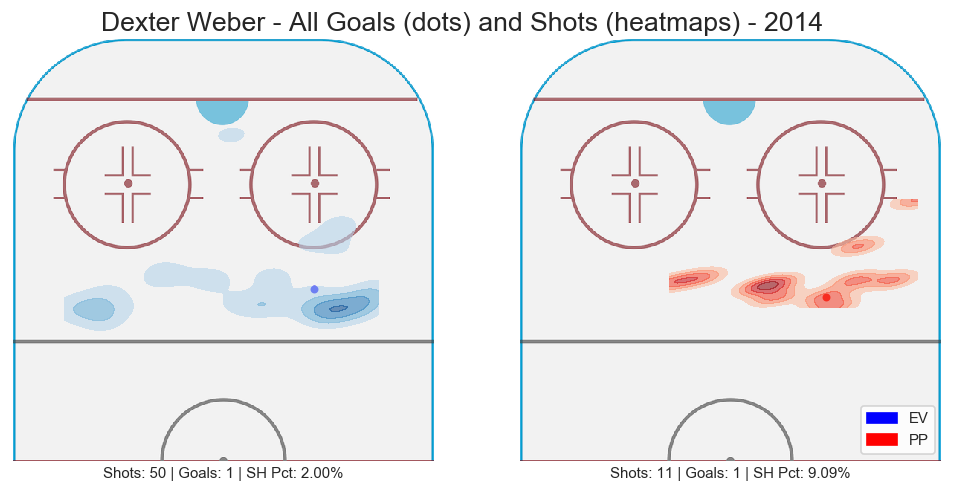 Dexter Weber - All Goals (dots) and Shots (heatmaps) - 2014
EV
PP
Shots: 50 | Goals: 1 | SH Pct: 2.00%
Shots: 11 | Goals: 1 | SH Pct: 9.09%